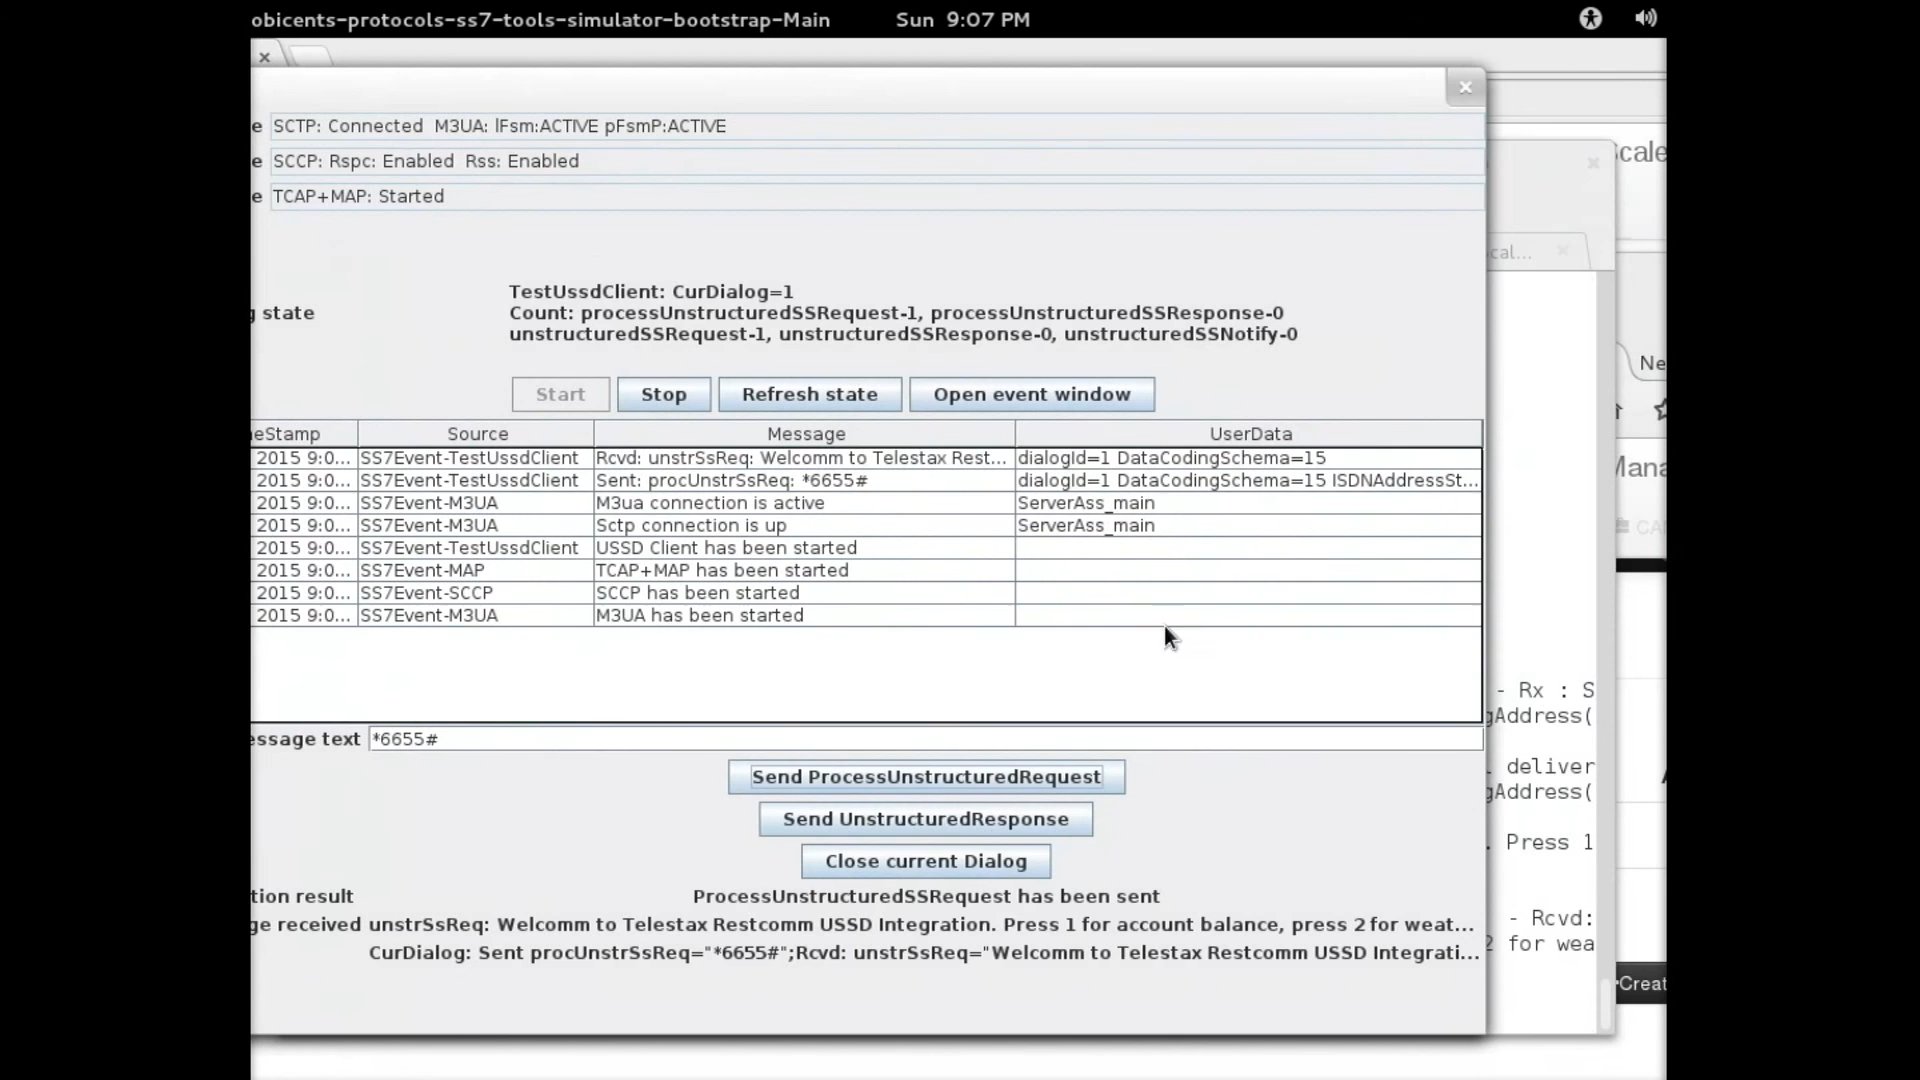 obicents-protocols-ss7-tools-simulator-bootstrap-Main Sun 9:07 PM
e SCTP: Connected M3UA: lFsm:ACTIVE pFsmP:ACTIVE
e SCCP: Rspc: Enabled Rss: Enabled
e TCAP+MAP: Started
TestUssdClient: CurDialog=1
g state Count: processUnstructuredSSRequest-1, processUnstructuredSSResponse-0
unstructuredSSRequest-1, unstructuredSSResponse-0, unstructuredSSNotify-0
Start Stop Refresh state Open event window
eStamp Source Message UserData
2015 9:0... SS7Event-TestUssdClient Rcvd: unstrSsReq: Welcomm to Telestax Rest... dialogId=1 DataCodingSchema=15
2015 9:0... SS7Event-TestUssdClient Sent: procUnstrSsReq: *6655# dialogId=1 DataCodingSchema=15 ISDNAddressSt...
2015 9:0... SS7Event-M3UA M3ua connection is active ServerAss_main
2015 9:0... SS7Event-M3UA Sctp connection is up ServerAss_main
2015 9:0... SS7Event-TestUssdClient USSD Client has been started
2015 9:0... SS7Event-MAP TCAP+MAP has been started
2015 9:0... SS7Event-SCCP SCCP has been started
2015 9:0... SS7Event-M3UA M3UA has been started
essage text *6655#
Send ProcessUnstructuredRequest
Send UnstructuredResponse
Close current Dialog
tion result ProcessUnstructuredSSRequest has been sent
ge received unstrSsReq: Welcomm to Telestax Restcomm USSD Integration. Press 1 for account balance, press 2 for weat...
CurDialog: Sent procUnstrSsReq="*6655#";Rcvd: unstrSsReq="Welcomm to Telestax Restcomm USSD Integrati...
cal...
- Rx : S
gAddress(
deliver
gAddress(
. Press 1
- Rcvd:
2 for wea
cale
Ne
Mana
CA
Creat